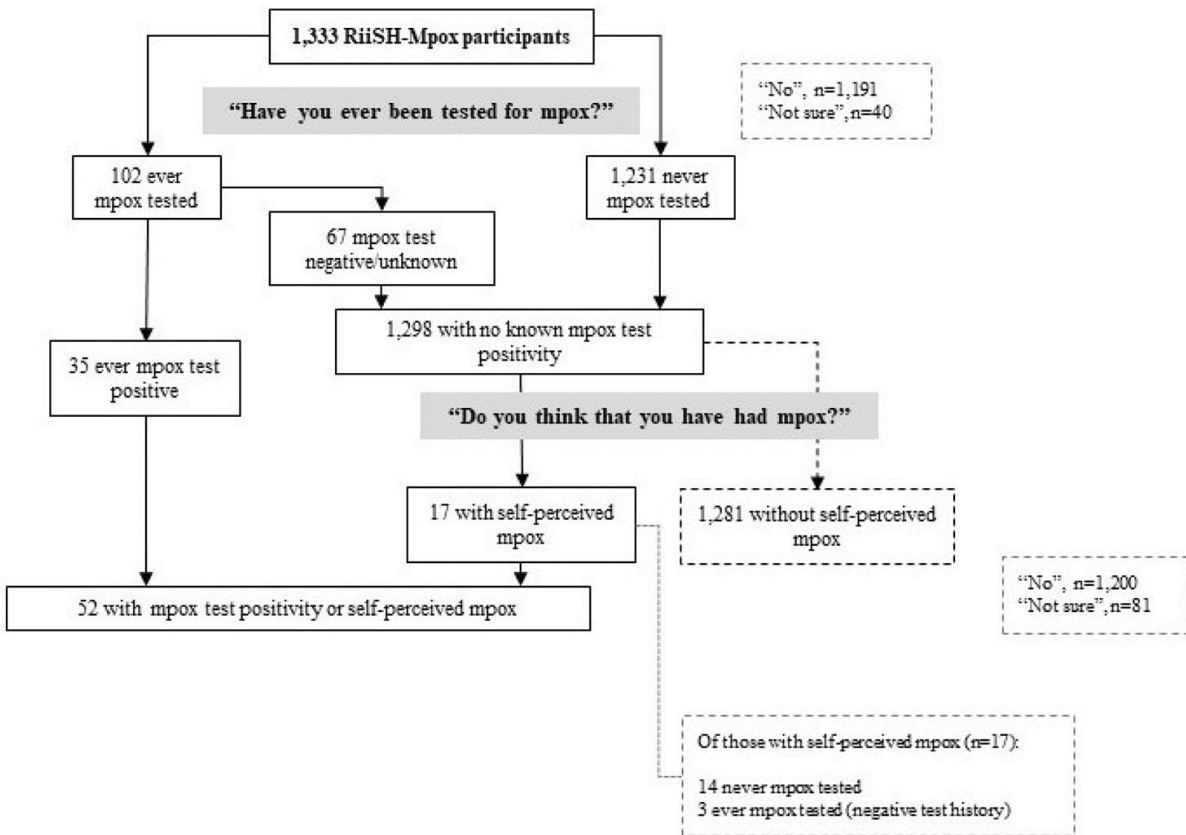 1,333 RiiSH-Mpox participants
“No”, n=1,191
“Not sure”, n=40
“Have you ever been tested for mpox?”
102 ever
mpox tested
1,231 never
mpox tested
67 mpox test
negative/unknown
1,298 with no known mpox test
positivity
35 ever mpox test
positive
“Do you think that you have had mpox?”
17 with self-perceived
mpox
1,281 without self-perceived
mpox
“No”, n=1,200
“Not sure”, n=81
52 with mpox test positivity or self-perceived mpox
Of those with self-perceived mpox (n=17):
14 never mpox tested
3 ever mpox tested (negative test history)